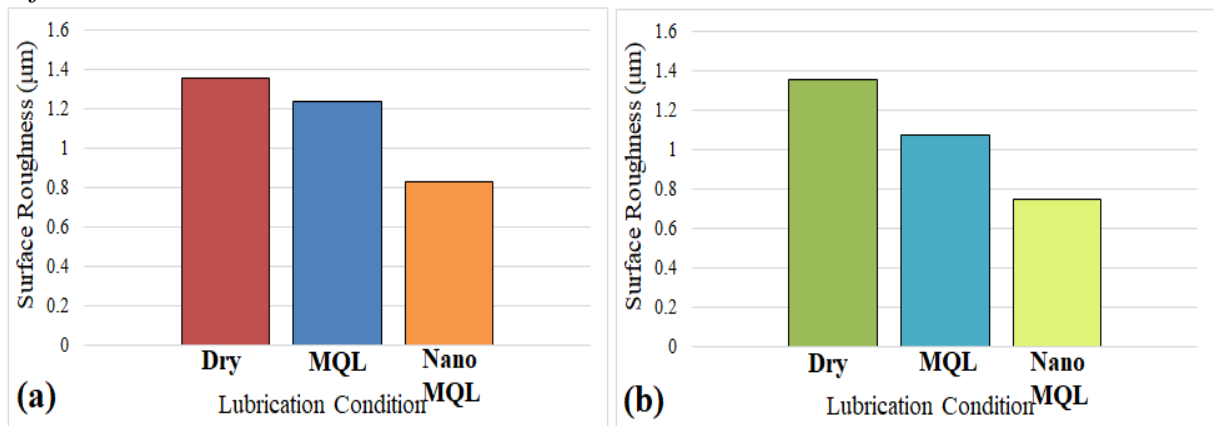 Surface Roughness (μm)
1.6
1.4
1.2
1
0.8
0.6
0.4
0.2
0
Dry
MQL
Nano
MQL
Lubrication Condition
(a)
Surface Roughness (μm)
1.6
1.4
1.2
1
0.8
0.6
0.4
0.2
0
Dry
MQL
Nano
MQL
Lubrication Condition
(b)